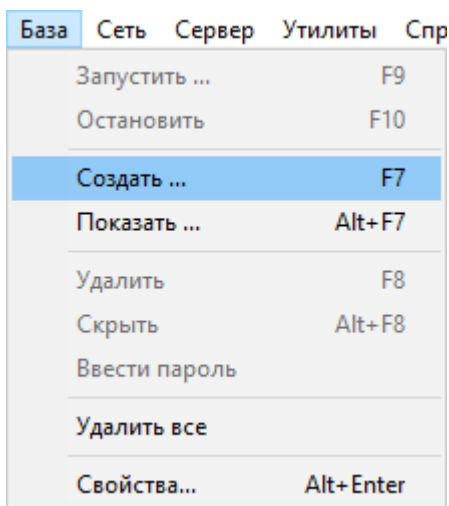 База Сеть Сервер Утилиты Спр
Запустить ... F9
Остановить F10
Создать ... F7
Показать ... Alt+F7
Удалить F8
Скрыть Alt+F8
Ввести пароль
Удалить все
Свойства... Alt+Enter